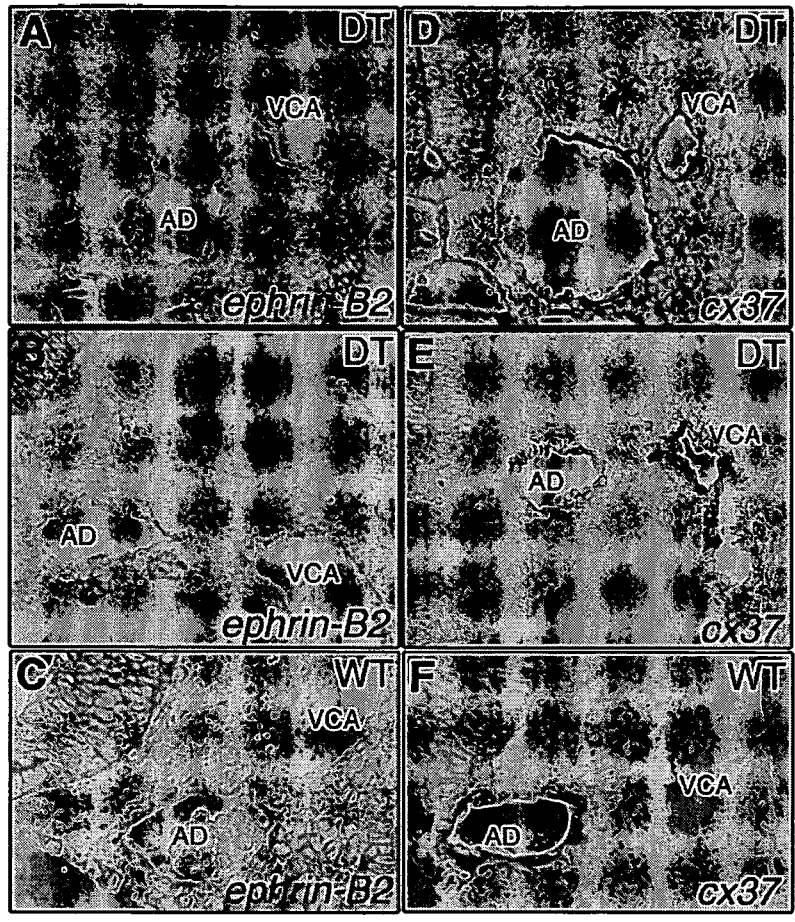 A DT
VCA
AD
ephrin-B2
B DT
AD
VCA
ephrin-B2
C WT
VCA
AD
ephrin-B2
D DT
VCA
AD
cx37
E DT
VCA
AD
cx37
F WT
VCA
AD
cx37